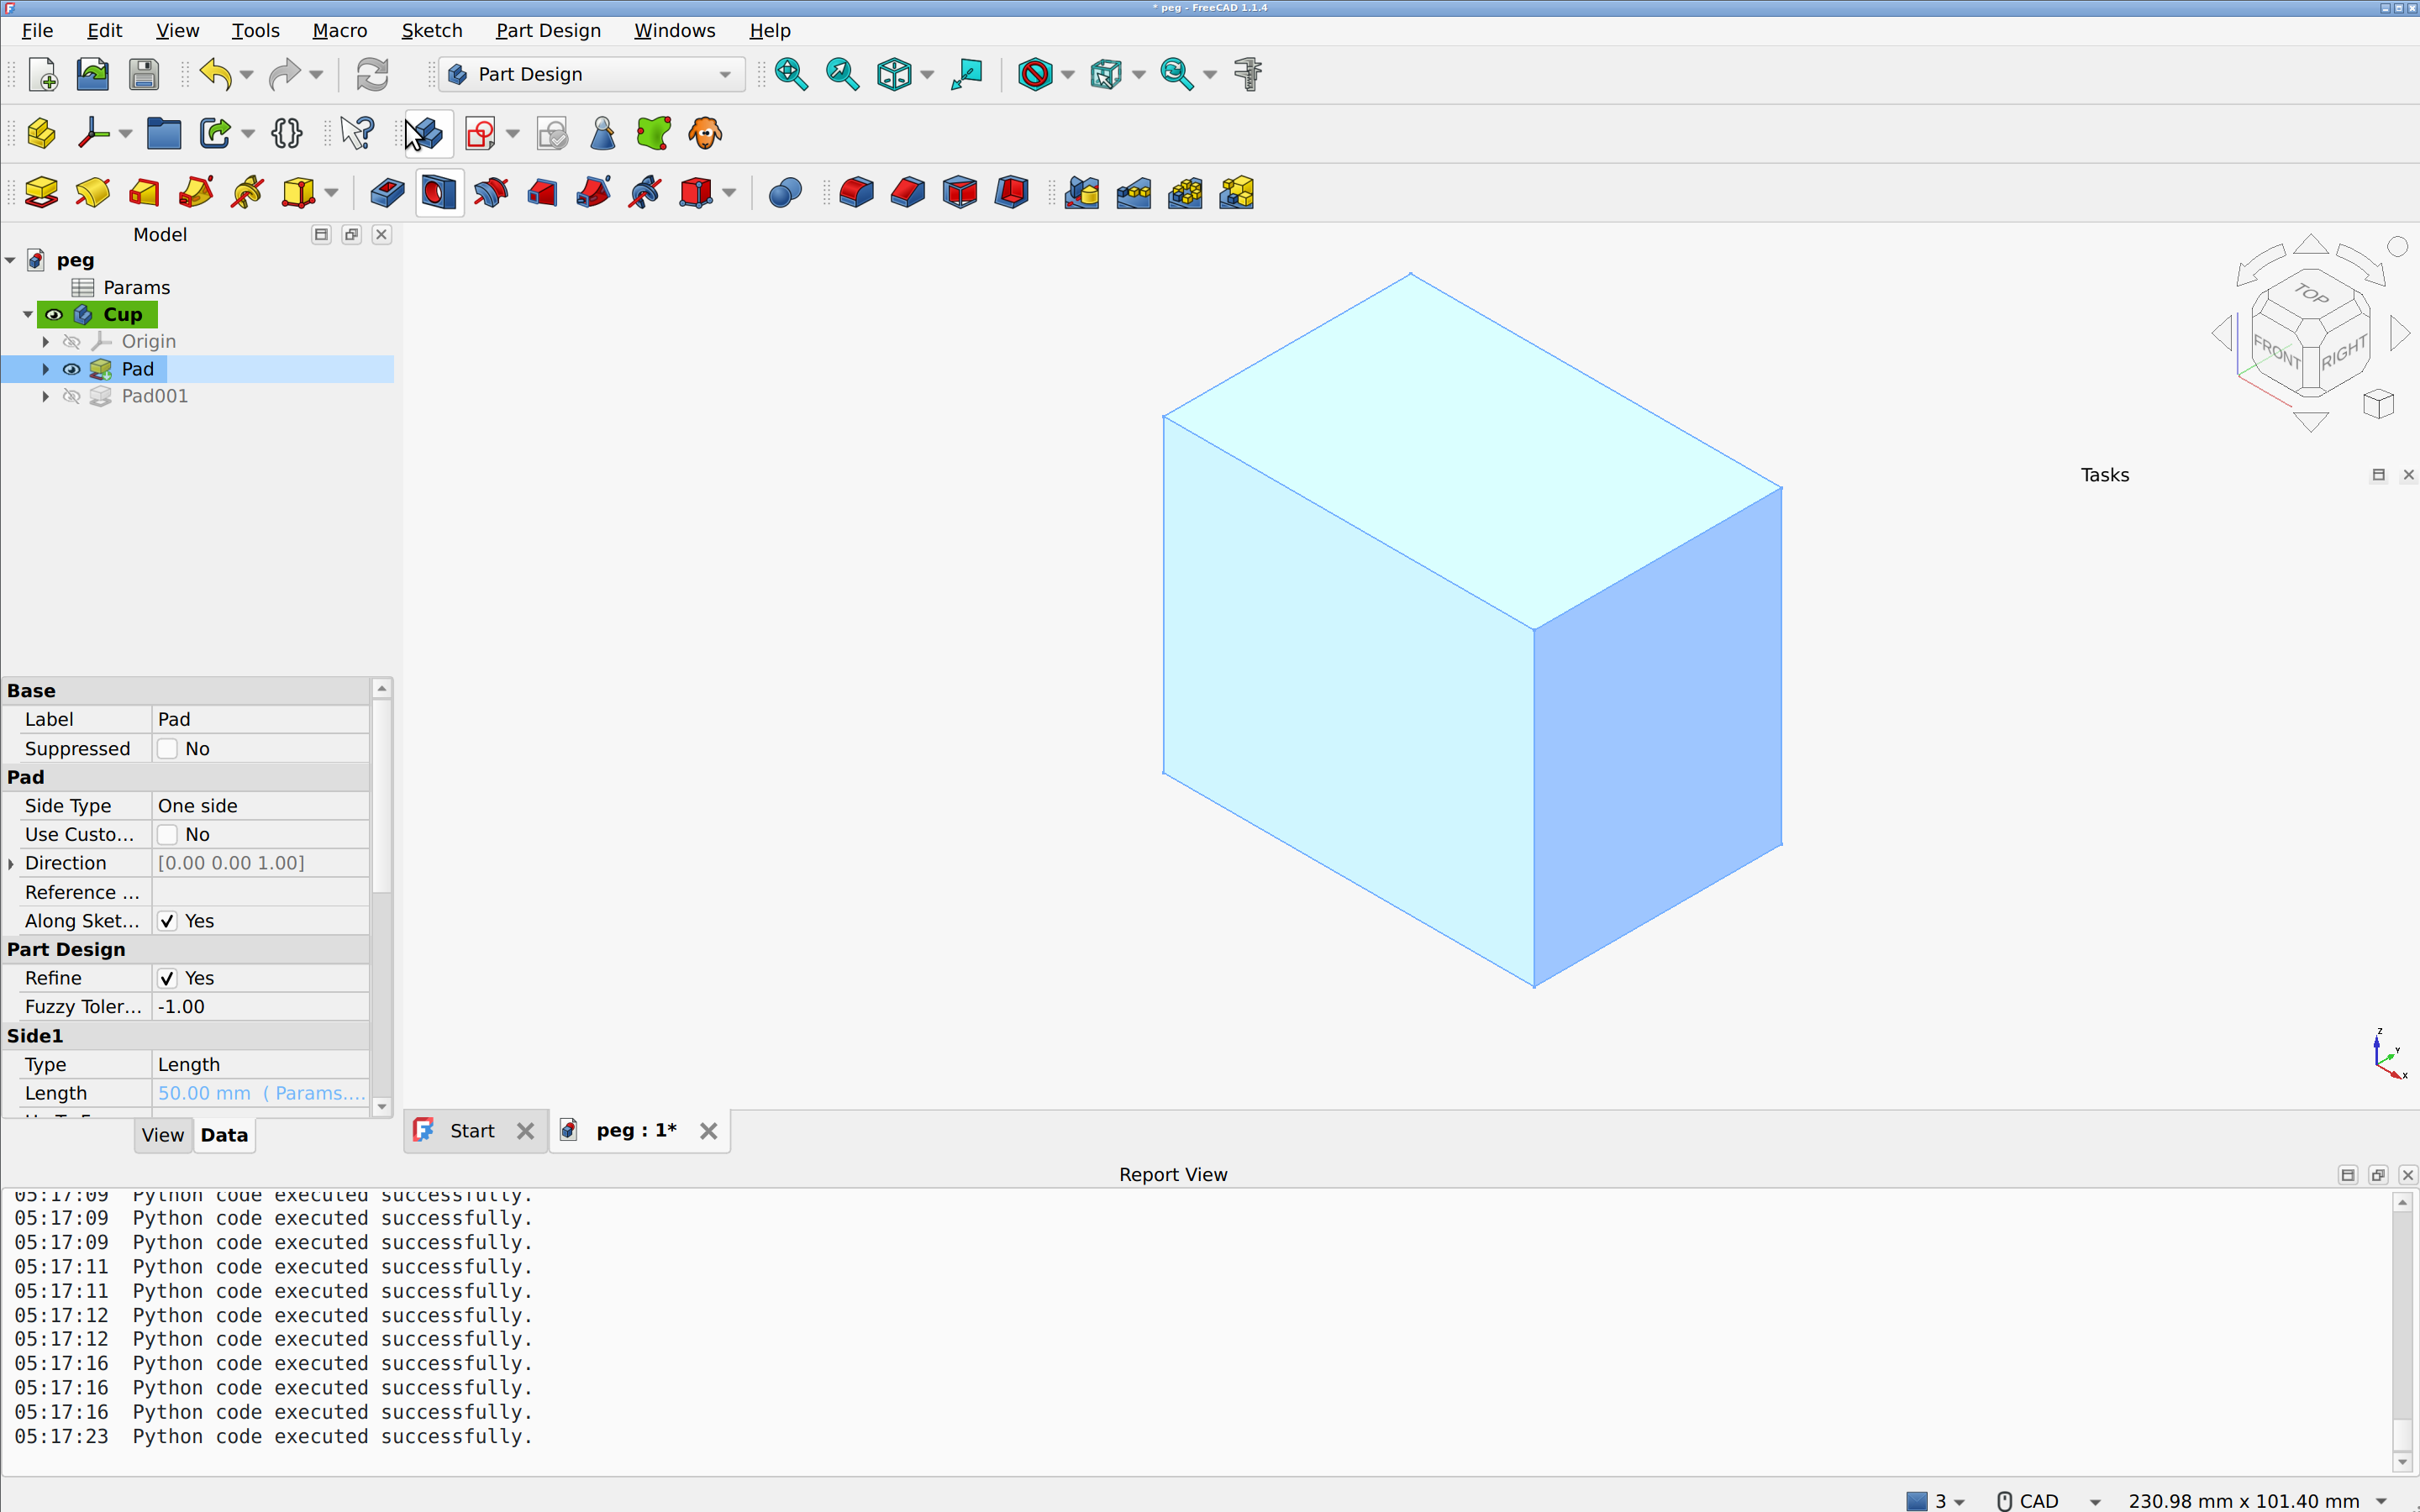 * peg - FreeCAD 1.1.4
File Edit View Tools Macro Sketch Part Design Windows Help
Part Design
Model
peg
Params
Cup
Origin
Pad
Pad001
TOP
FRONT
RIGHT
Tasks
Base
Label Pad
Suppressed No
Pad
Side Type One side
Use Custo... No
Direction [0.00 0.00 1.00]
Reference ...
Along Sket... Yes
Part Design
Refine Yes
Fuzzy Toler... -1.00
Side1
Type Length
Length 50.00 mm ( Params....
View Data
Z
Y
X
Start
peg : 1*
Report View
05:17:09 Python code executed successfully.
05:17:09 Python code executed successfully.
05:17:09 Python code executed successfully.
05:17:11 Python code executed successfully.
05:17:11 Python code executed successfully.
05:17:12 Python code executed successfully.
05:17:12 Python code executed successfully.
05:17:16 Python code executed successfully.
05:17:16 Python code executed successfully.
05:17:16 Python code executed successfully.
05:17:23 Python code executed successfully.
3 CAD 230.98 mm x 101.40 mm